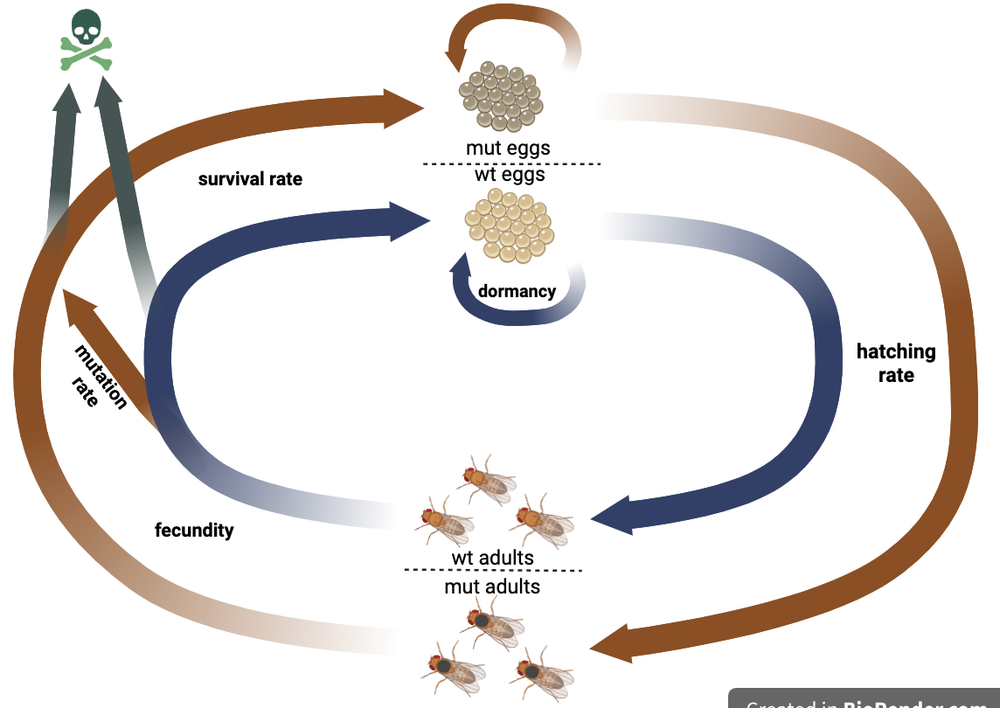 mut eggs
wt eggs
survival rate
dormancy
hatching
rate
mutation
rate
fecundity
wt adults
mut adults
Created in BioRender.com